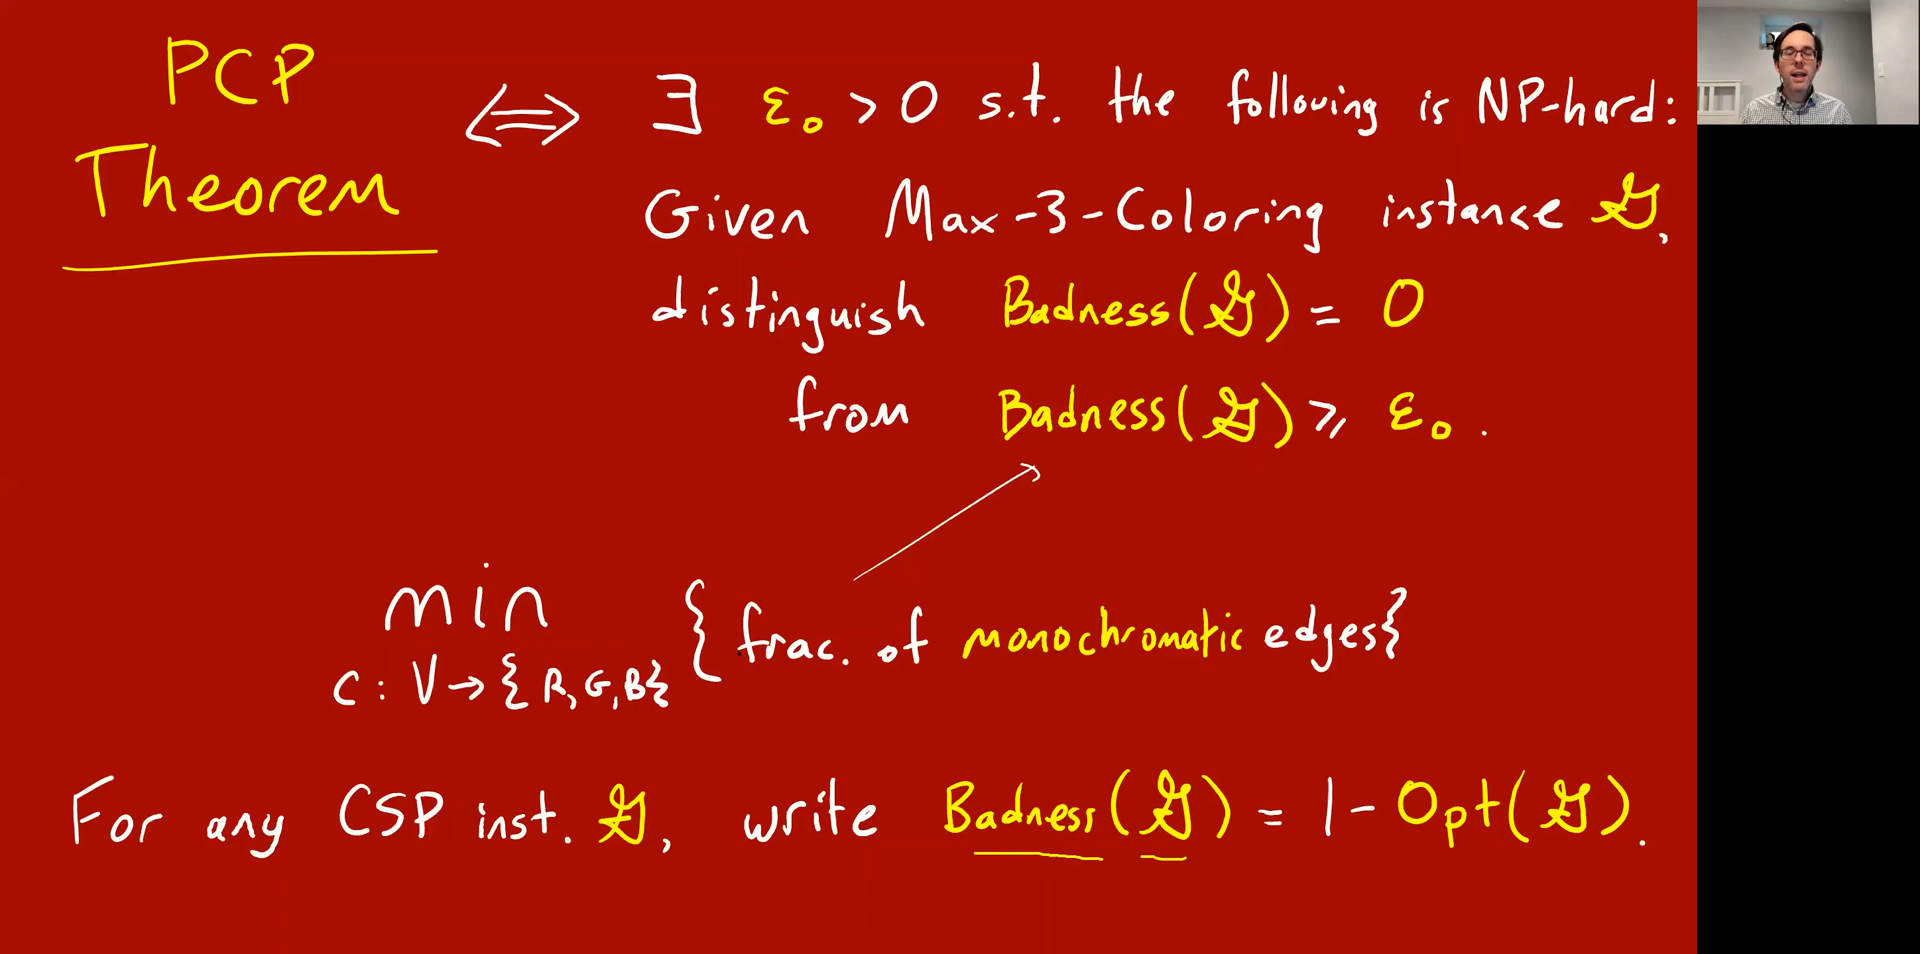 PCP
Theorem
⟺ ∃ ε₀ > 0 s.t. the following is NP-hard:
Given Max-3-Coloring instance 𝒢,
distinguish Badness(𝒢) = 0
from Badness(𝒢) ⩾ ε₀.
min {frac. of monochromatic edges}
c: V → {R, G, B}
For any CSP inst. 𝒢, write Badness(𝒢) = 1 - Opt(𝒢).